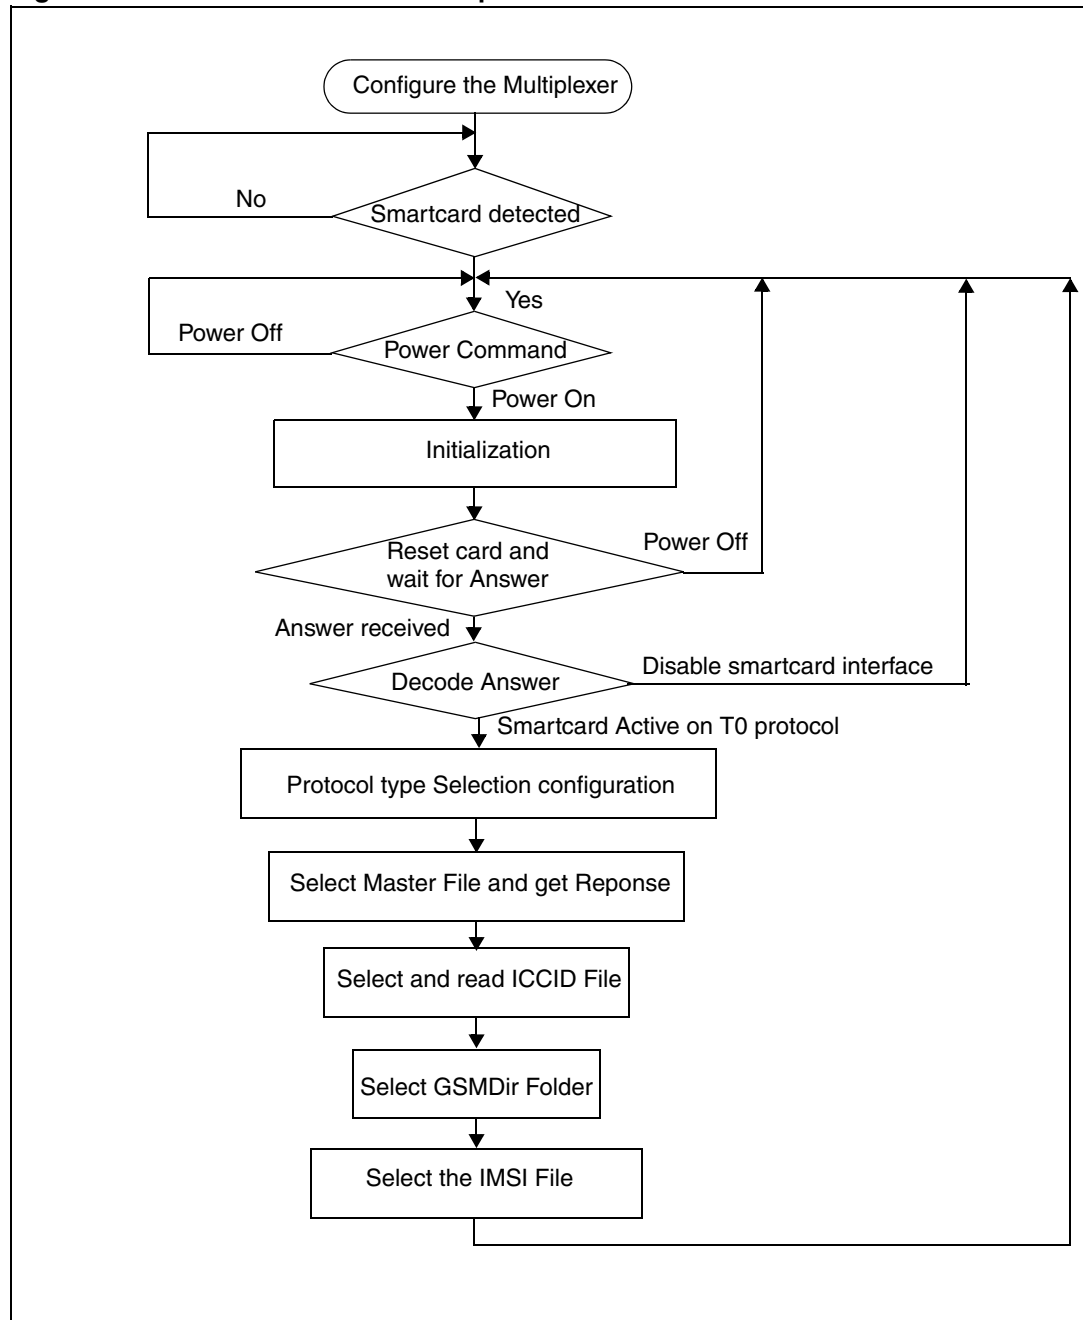 Configure the Multiplexer
No
Smartcard detected
Yes
Power Off
Power Command
Power On
Initialization
Reset card and
wait for Answer
Power Off
Answer received
Decode Answer
Disable smartcard interface
Smartcard Active on T0 protocol
Protocol type Selection configuration
Select Master File and get Reponse
Select and read ICCID File
Select GSMDir Folder
Select the IMSI File